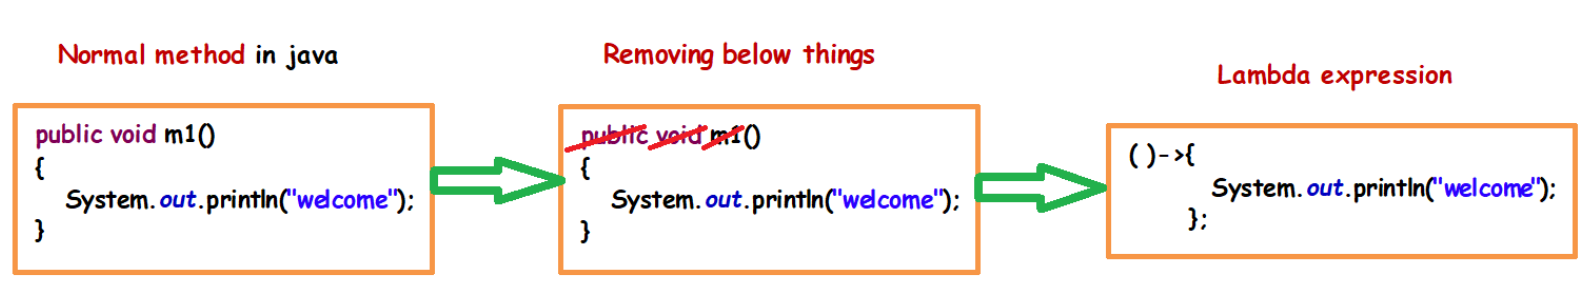 Normal method in java
public void m1()
{
System.out.println("welcome");
}
Removing below things
public void m1()
{
System.out.println("welcome");
}
Lambda expression
( )->{
System.out.println("welcome");
};